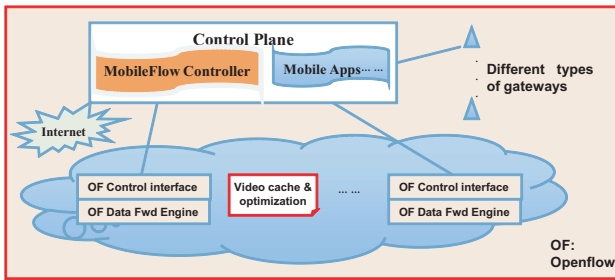 Control Plane
MobileFlow Controller
Mobile Apps... ...
Different types
of gateways
Internet
OF Control interface
OF Data Fwd Engine
Video cache &
optimization
... ...
OF Control interface
OF Data Fwd Engine
OF:
Openflow